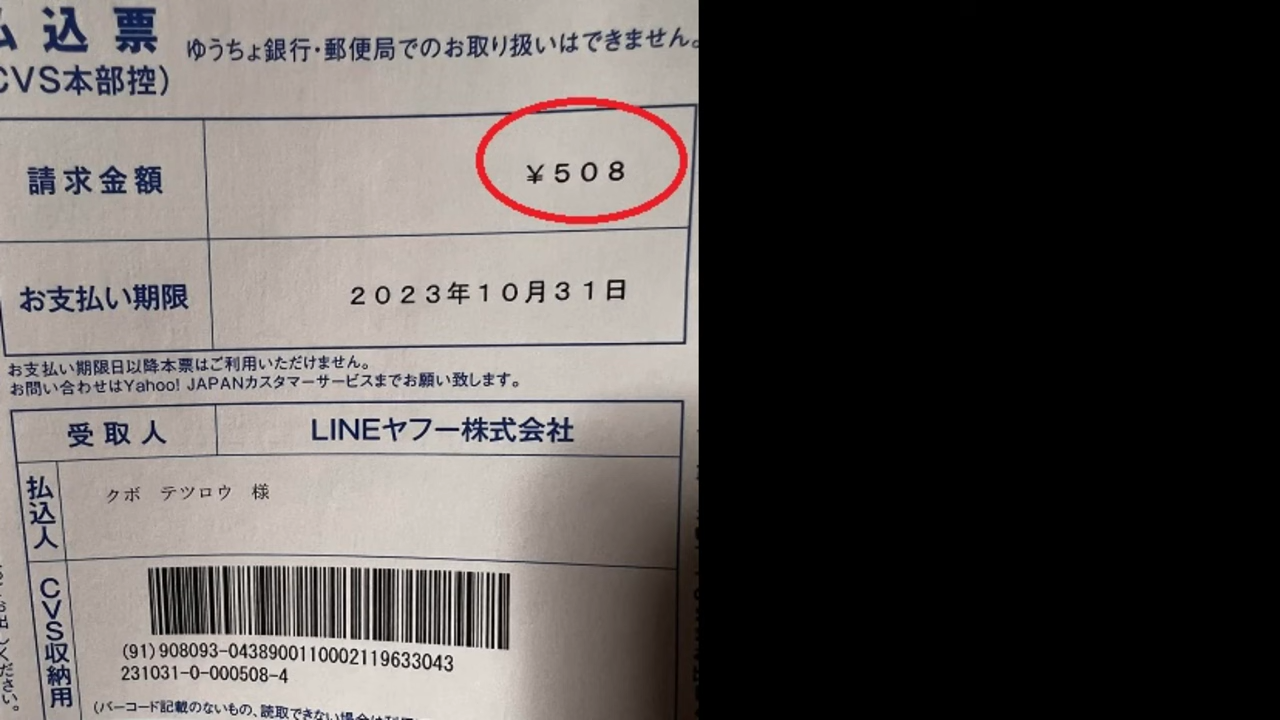 払込票
ゆうちょ銀行・郵便局でのお取り扱いはできません。
(CVS本部控)
請求金額
¥508
お支払い期限
2023年10月31日
お支払い期限日以降本票はご利用いただけません。
お問い合わせはYahoo! JAPANカスタマーサービスまでお願い致します。
受取人
LINEヤフー株式会社
払込人
クボ テツロウ 様
CVS収納用
(91)908093-0438900110002119633043
231031-0-000508-4
(バーコード記載のないもの、読取できない場合は